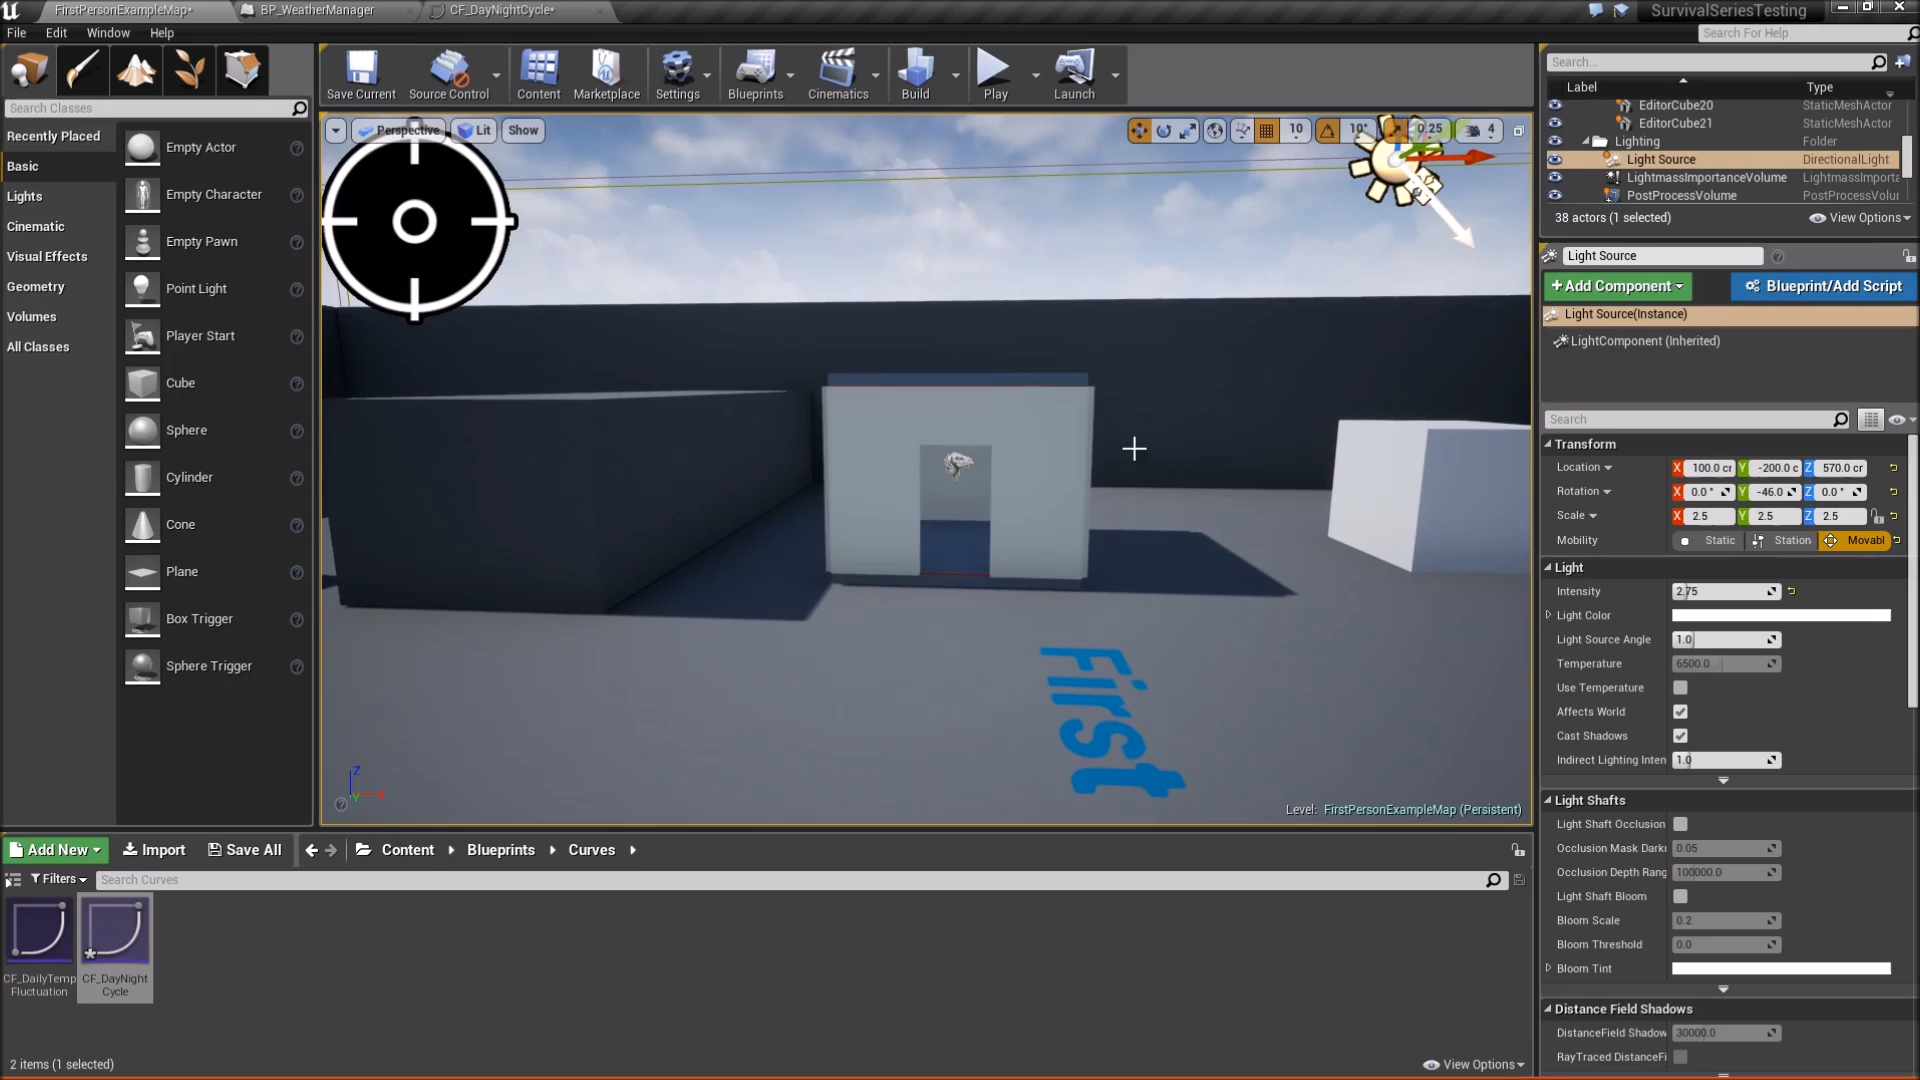 FirstPersonExampleMap*
BP_WeatherManager
CF_DayNightCycle*
SurvivalSeriesTesting
File
Edit
Window
Help
Search For Help
Save Current
Source Control
Content
Marketplace
Settings
Blueprints
Cinematics
Build
Play
Launch
Search Classes
Recently Placed
Basic
Lights
Cinematic
Visual Effects
Geometry
Volumes
All Classes
Empty Actor
Empty Character
Empty Pawn
Point Light
Player Start
Cube
Sphere
Cylinder
Cone
Plane
Box Trigger
Sphere Trigger
Perspective
Lit
Show
10
10°
0.25
4
First
Z
Y
Level: FirstPersonExampleMap (Persistent)
Search...
Label
Type
EditorCube20 StaticMeshActor
EditorCube21 StaticMeshActor
Lighting Folder
Light Source DirectionalLight
LightmassImportanceVolume LightmassImporta
PostProcessVolume PostProcessVolur
38 actors (1 selected)
View Options
Light Source
+Add Component
Blueprint/Add Script
Light Source(Instance)
LightComponent (Inherited)
Search
Transform
Location X 100.0 cr Y -200.0 c Z 570.0 cr
Rotation X 0.0 ° Y -46.0 Z 0.0 °
Scale X 2.5 Y 2.5 Z 2.5
Mobility Static Station Movabl
Light
Intensity 2.75
Light Color
Light Source Angle 1.0
Temperature 6500.0
Use Temperature
Affects World
Cast Shadows
Indirect Lighting Inten 1.0
Light Shafts
Light Shaft Occlusion
Occlusion Mask Dark 0.05
Occlusion Depth Rang 100000.0
Light Shaft Bloom
Bloom Scale 0.2
Bloom Threshold 0.0
Bloom Tint
Distance Field Shadows
DistanceField Shadow 30000.0
RayTraced DistanceFi
Add New
Import
Save All
Content
Blueprints
Curves
Filters
Search Curves
CF_DailyTemp
Fluctuation
CF_DayNight
Cycle
2 items (1 selected)
View Options